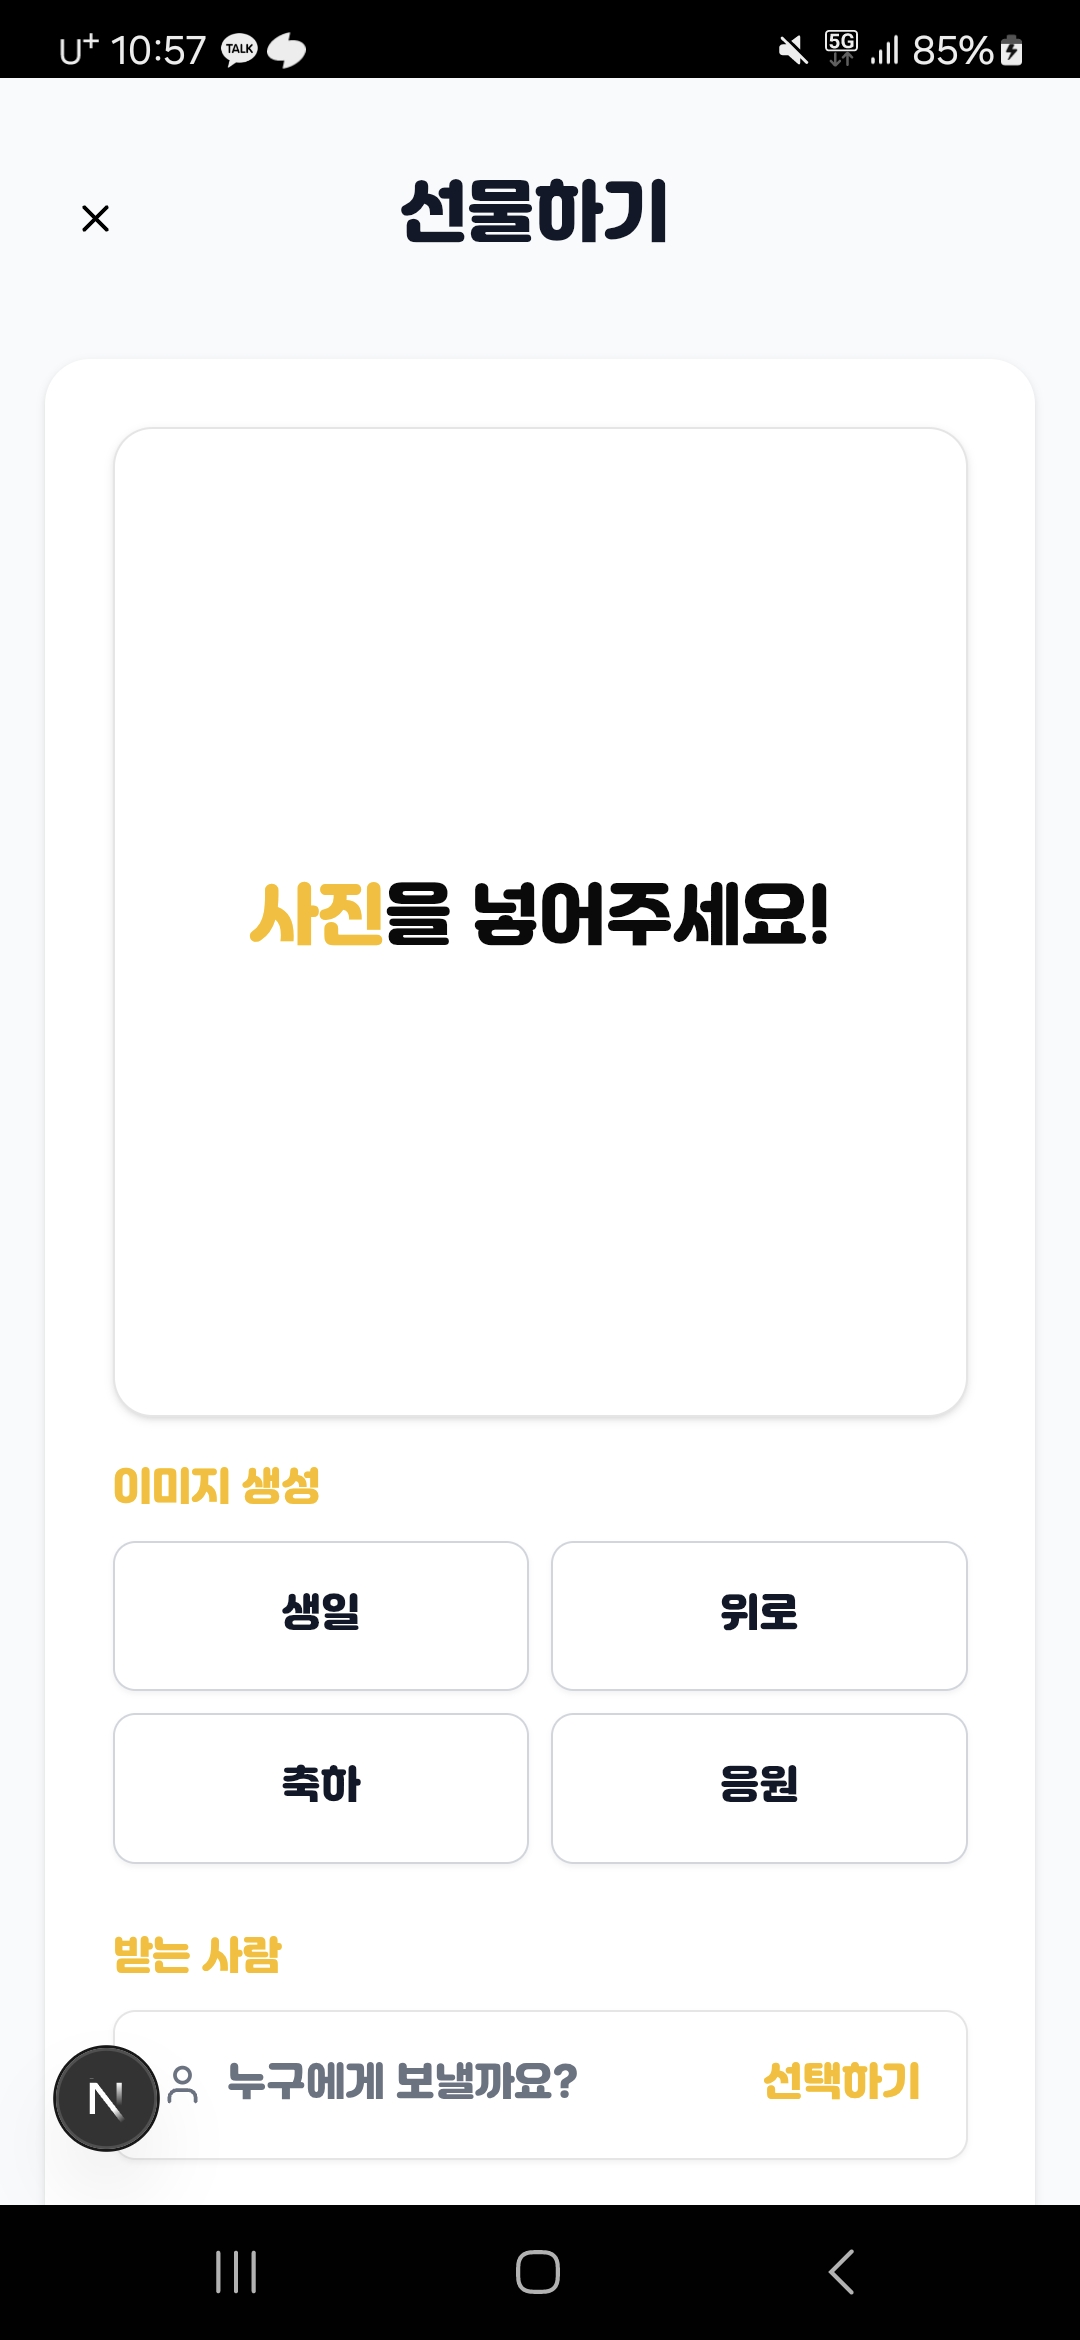 U+ 10:57 TALK 5G 85%
선물하기
사진을 넣어주세요!
이미지 생성
생일 위로
축하 응원
받는 사람
N 누구에게 보낼까요? 선택하기